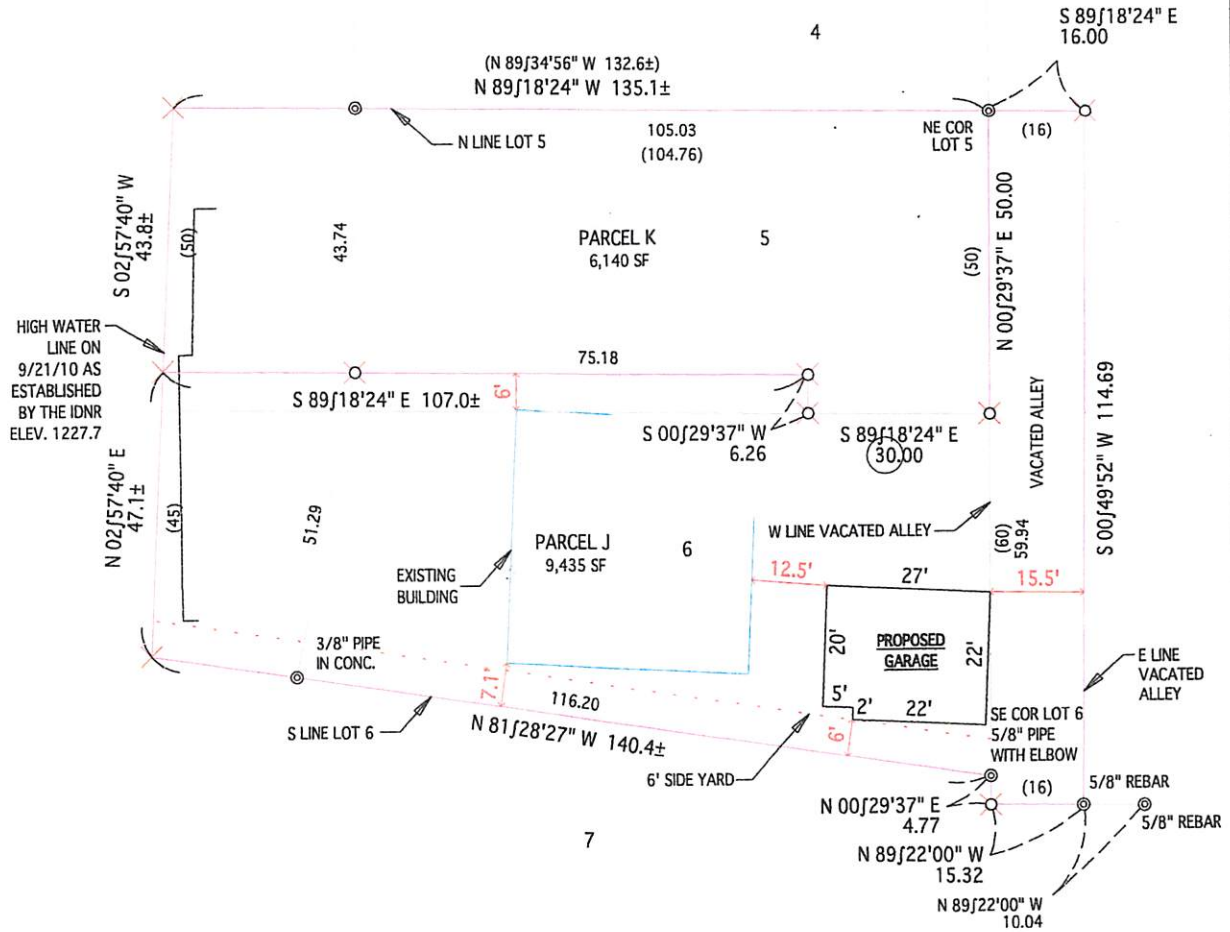 4
S 89∫18'24" E
16.00
(N 89∫34'56" W 132.6±)
N 89∫18'24" W 135.1±
N LINE LOT 5
105.03
(104.76)
NE COR
LOT 5
(16)
S 02∫57'40" W
43.8±
(50)
43.74
PARCEL K
6,140 SF
5
(50)
N 00∫29'37" E 50.00
HIGH WATER
LINE ON
9/21/10 AS
ESTABLISHED
BY THE IDNR
ELEV. 1227.7
75.18
S 89∫18'24" E 107.0±
6'
S 00∫29'37" W
6.26
S 89∫18'24" E
30.00
VACATED ALLEY
S 00∫49'52" W 114.69
N 02∫57'40" E
47.1±
(45)
51.29
EXISTING
BUILDING
PARCEL J
9,435 SF
6
W LINE VACATED ALLEY
(60)
59.94
12.5'
27'
15.5'
20'
PROPOSED
GARAGE
22'
5'
2'
22'
E LINE
VACATED
ALLEY
3/8" PIPE
IN CONC.
7.1'
116.20
S LINE LOT 6
N 81∫28'27" W 140.4±
6'
6' SIDE YARD
SE COR LOT 6
5/8" PIPE
WITH ELBOW
(16)
5/8" REBAR
5/8" REBAR
N 00∫29'37" E
4.77
7
N 89∫22'00" W
15.32
N 89∫22'00" W
10.04